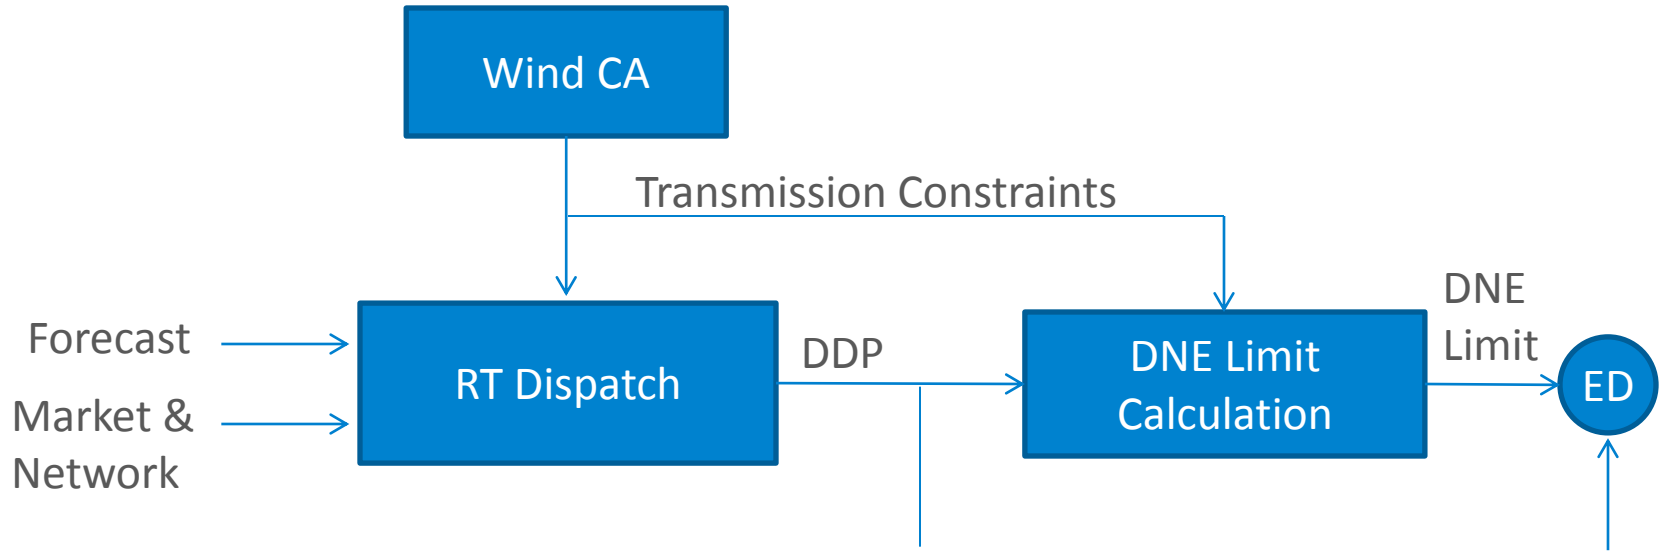 Wind CA
Transmission Constraints
Forecast
Market &
Network
RT Dispatch
DDP
DNE Limit
Calculation
DNE
Limit
ED